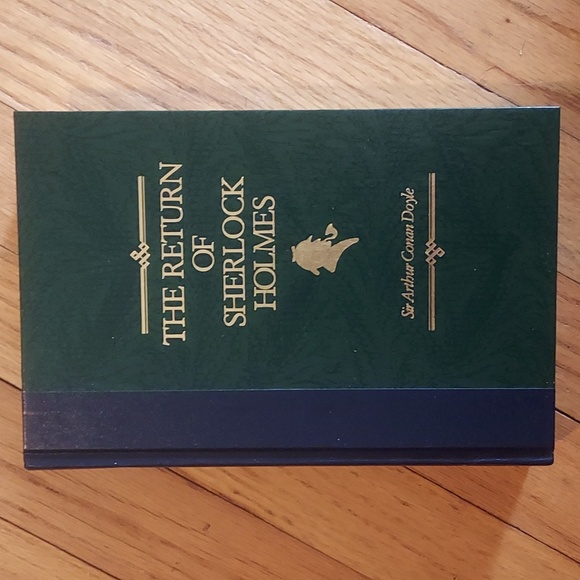 THE RETURN
OF
SHERLOCK
HOLMES
Sir Arthur Conan Doyle